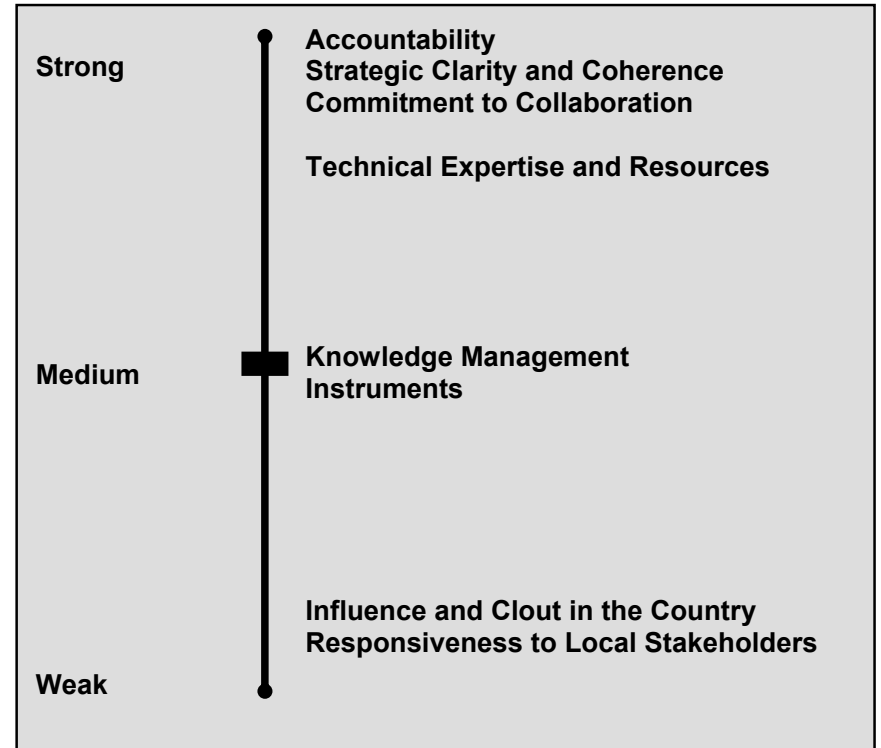 Strong
Accountability
Strategic Clarity and Coherence
Commitment to Collaboration
Technical Expertise and Resources
Medium
Knowledge Management
Instruments
Influence and Clout in the Country
Responsiveness to Local Stakeholders
Weak